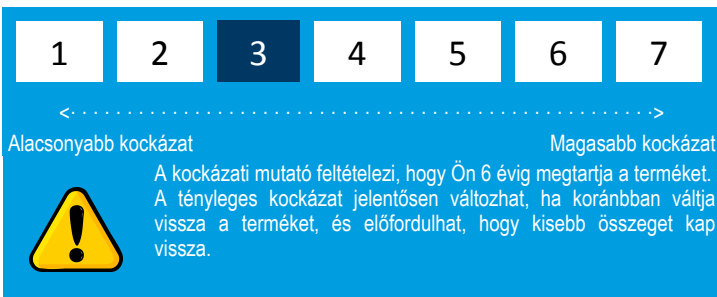 1 2 3 4 5 6 7
Alacsonyabb kockázat Magasabb kockázat
A kockázati mutató feltételezi, hogy Ön 6 évig megtartja a terméket.
A tényleges kockázat jelentősen változhat, ha koránbban váltja
vissza a terméket, és előfordulhat, hogy kisebb összeget kap
vissza.